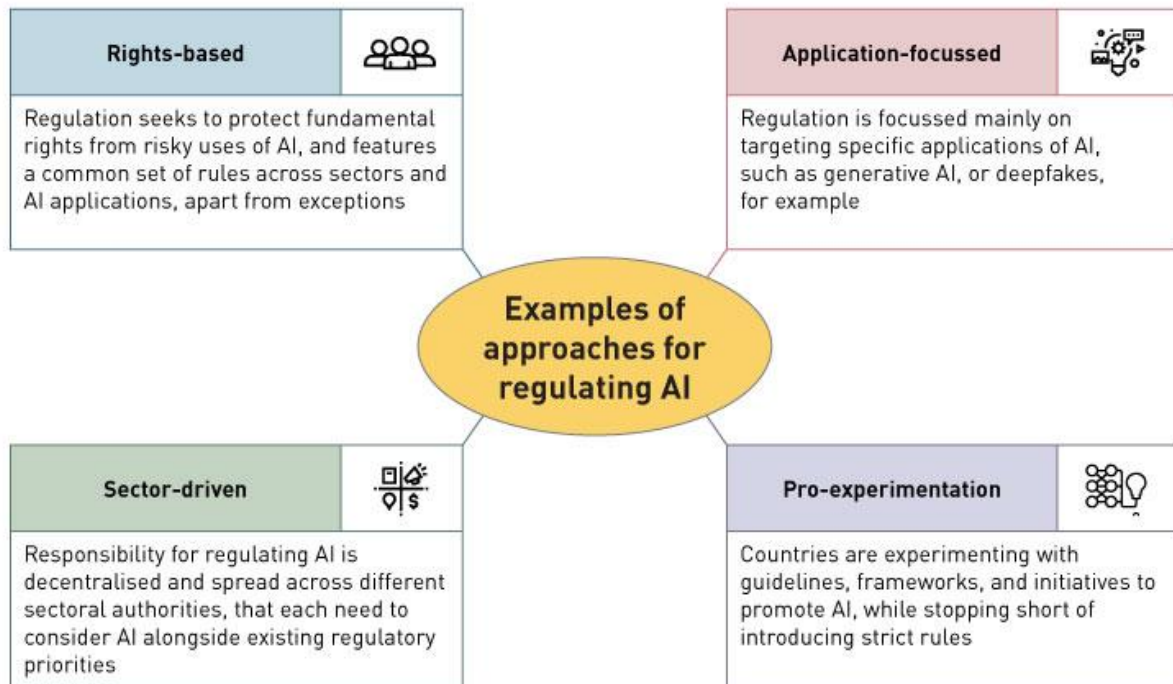 Rights-based
Regulation seeks to protect fundamental
rights from risky uses of AI, and features
a common set of rules across sectors and
AI applications, apart from exceptions
Application-focussed
Regulation is focussed mainly on
targeting specific applications of AI,
such as generative AI, or deepfakes,
for example
Examples of
approaches for
regulating AI
Sector-driven
$
Responsibility for regulating AI is
decentralised and spread across different
sectoral authorities, that each need to
consider AI alongside existing regulatory
priorities
Pro-experimentation
Countries are experimenting with
guidelines, frameworks, and initiatives to
promote AI, while stopping short of
introducing strict rules